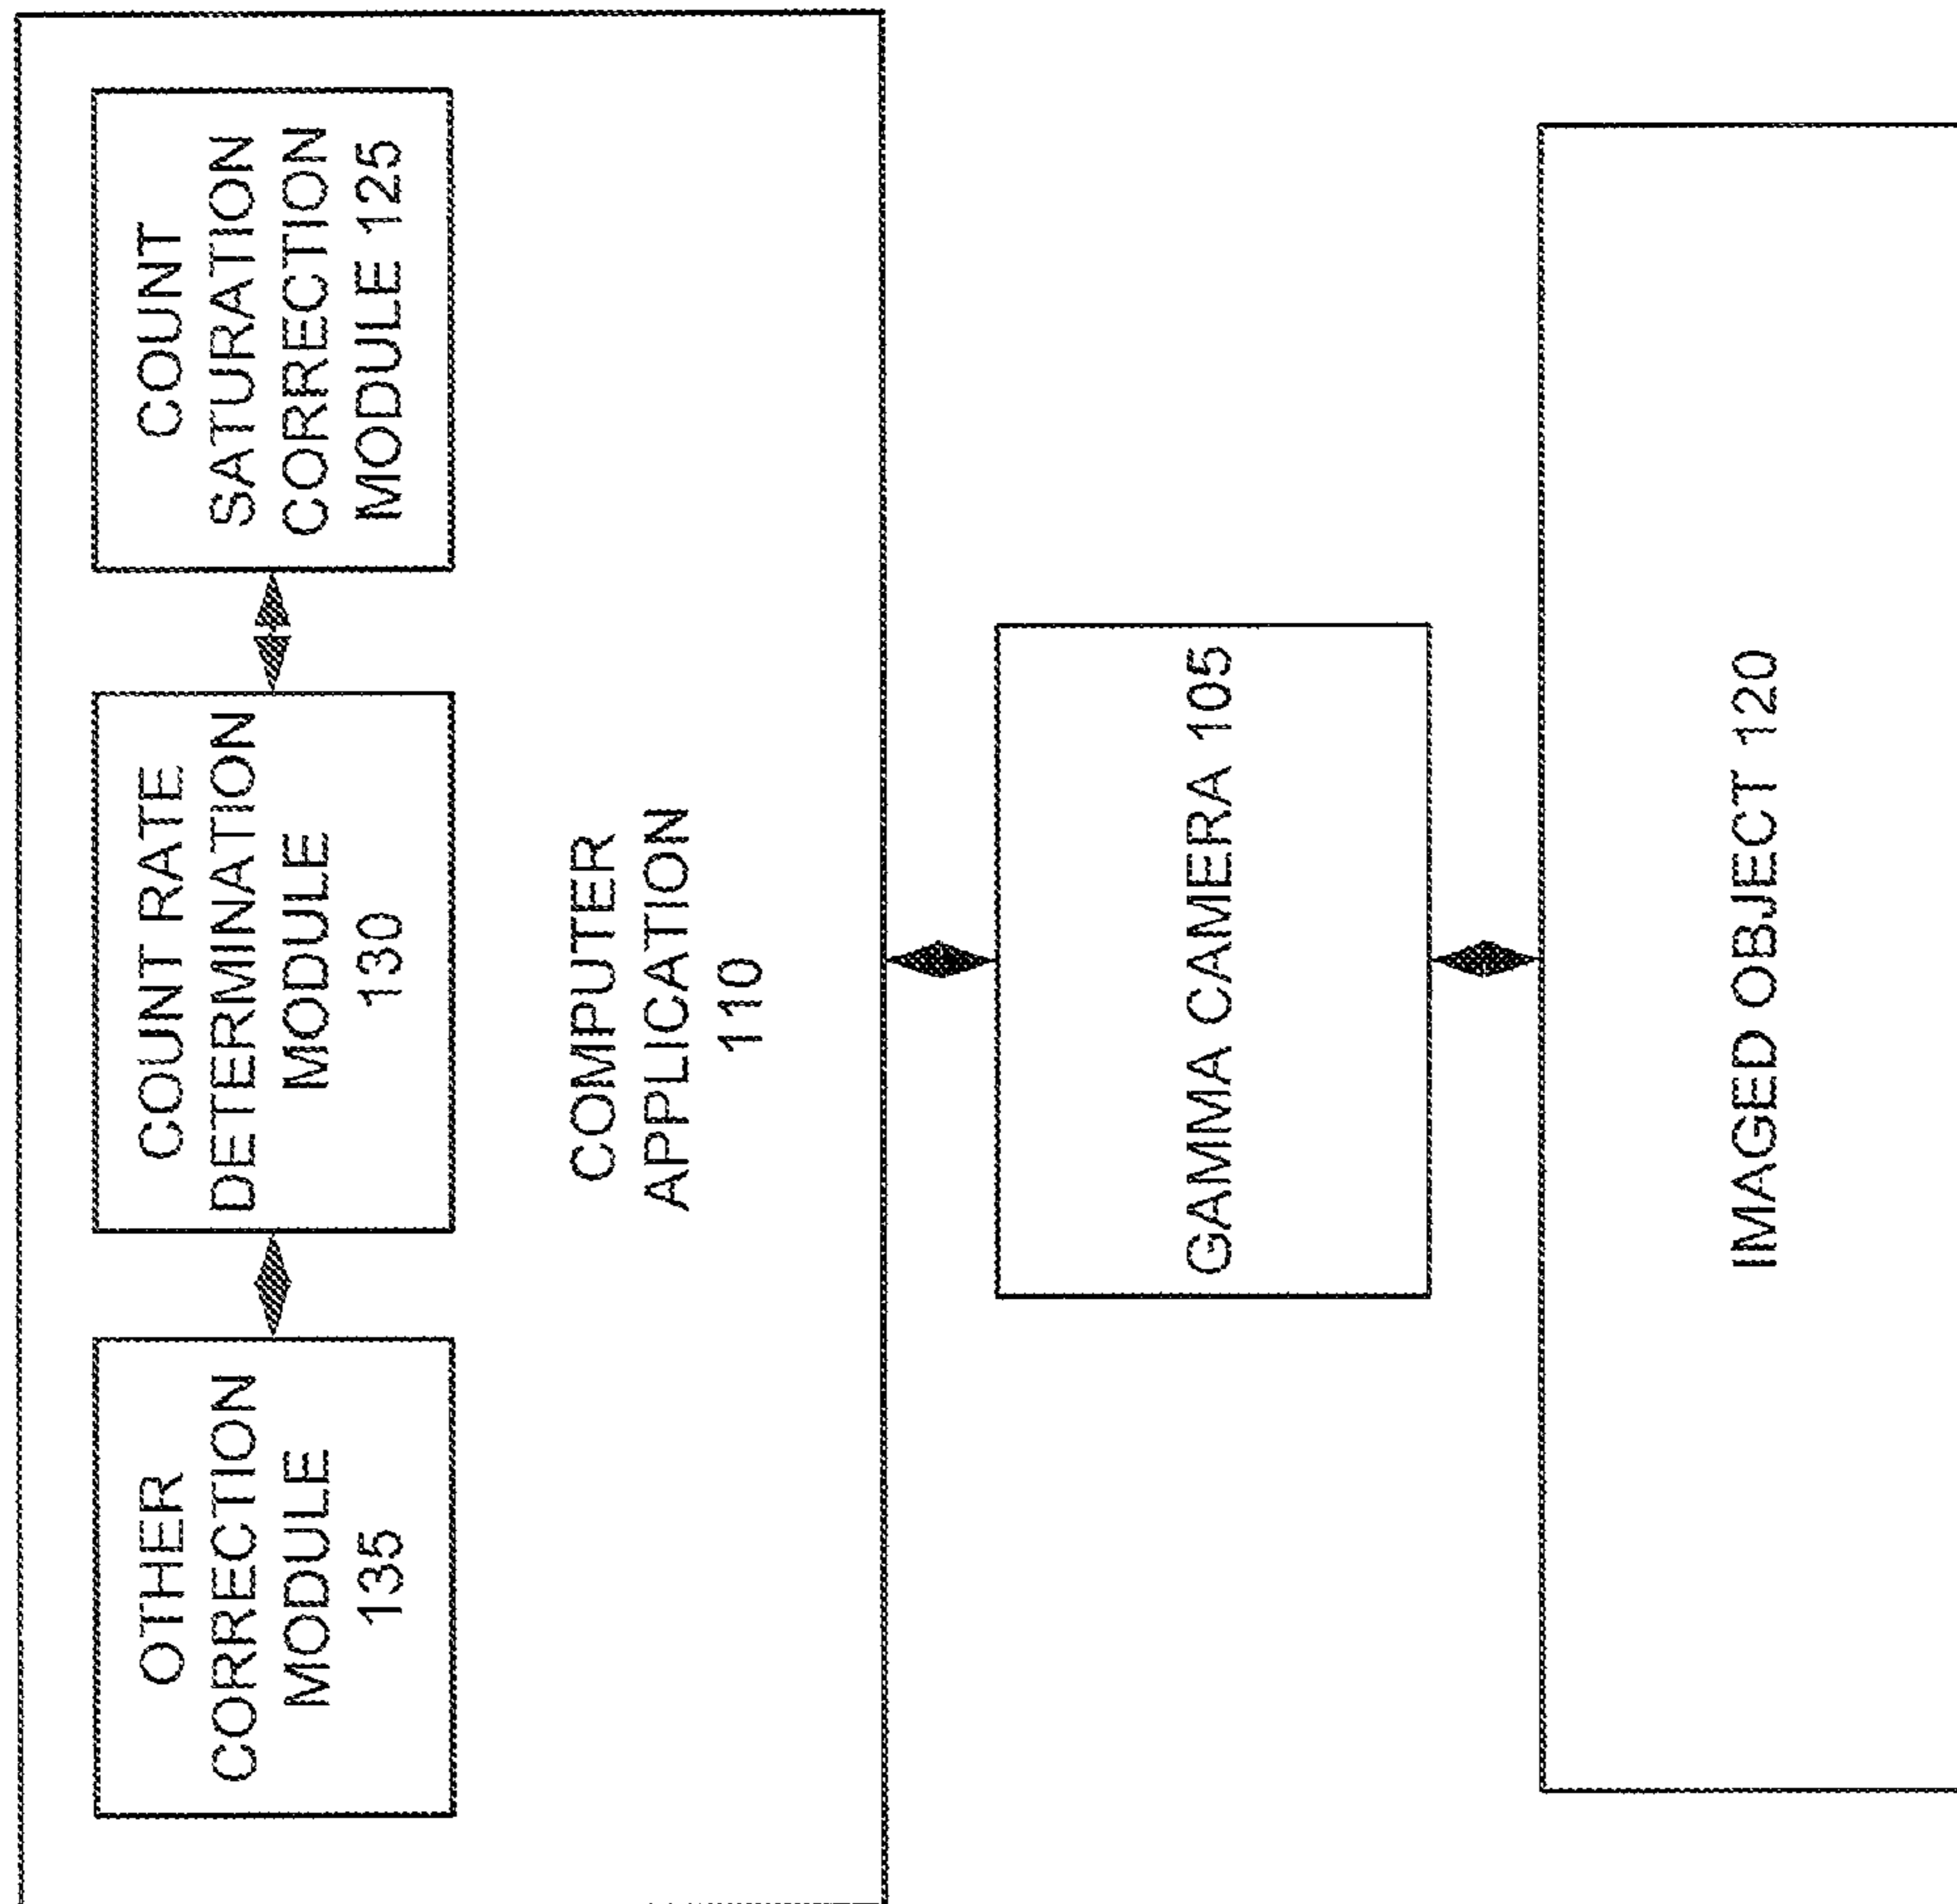 COUNT
SATURATION
CORRECTION
MODULE 125
COUNT RATE
DETERMINATION
MODULE
130
OTHER
CORRECTION
MODULE
135
COMPUTER
APPLICATION
110
GAMMA CAMERA 105
IMAGED OBJECT 120